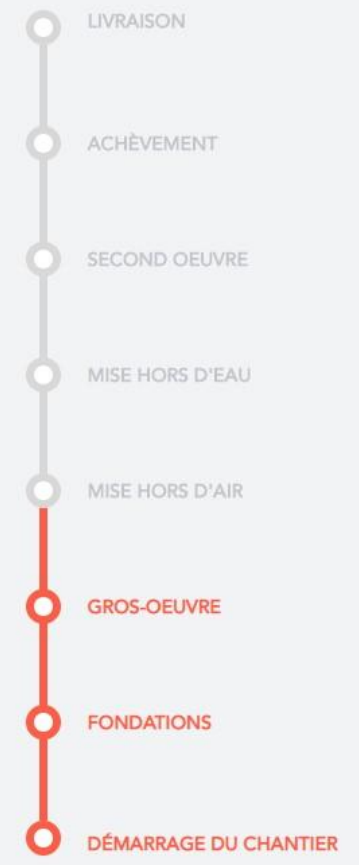 LIVRAISON
ACHÈVEMENT
SECOND OEUVRE
MISE HORS D'EAU
MISE HORS D'AIR
GROS-OEUVRE
FONDATIONS
DÉMARRAGE DU CHANTIER